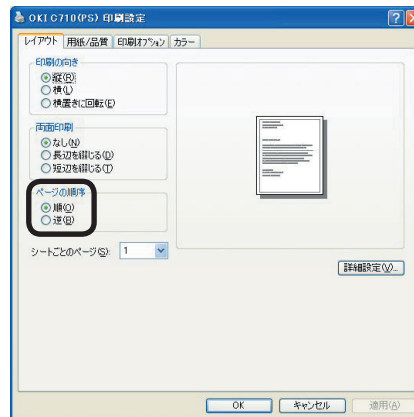 OKI C710(PS) 印刷設定
レイアウト 用紙/品質 印刷オプション カラー
印刷の向き
縦(R)
横(L)
横置きに回転(E)
両面印刷
なし(N)
長辺を綴じる(D)
短辺を綴じる(T)
ページの順序
順(O)
逆(B)
シートごとのページ(S): 1
詳細設定(V)...
OK キャンセル 適用(A)